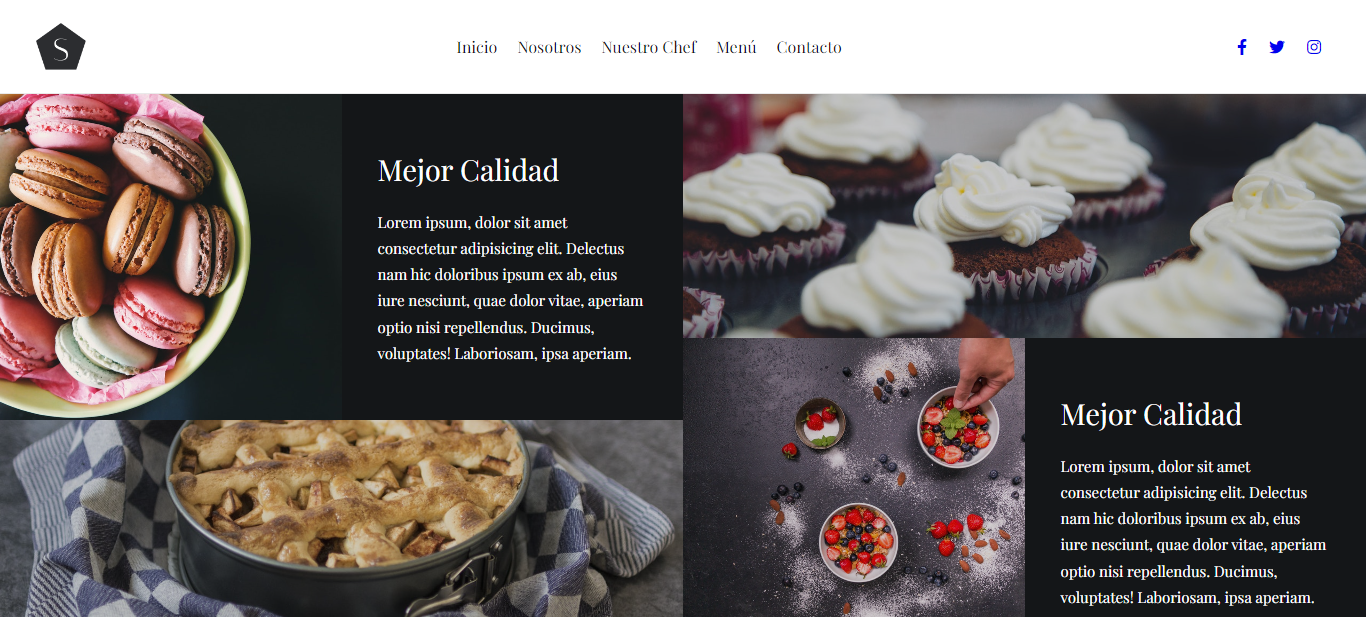 S
Inicio Nosotros Nuestro Chef Menú Contacto
Mejor Calidad
Lorem ipsum, dolor sit amet
consectetur adipisicing elit. Delectus
nam hic doloribus ipsum ex ab, eius
iure nesciunt, quae dolor vitae, aperiam
optio nisi repellendus. Ducimus,
voluptates! Laboriosam, ipsa aperiam.
Mejor Calidad
Lorem ipsum, dolor sit amet
consectetur adipisicing elit. Delectus
nam hic doloribus ipsum ex ab, eius
iure nesciunt, quae dolor vitae, aperiam
optio nisi repellendus. Ducimus,
voluptates! Laboriosam, ipsa aperiam.